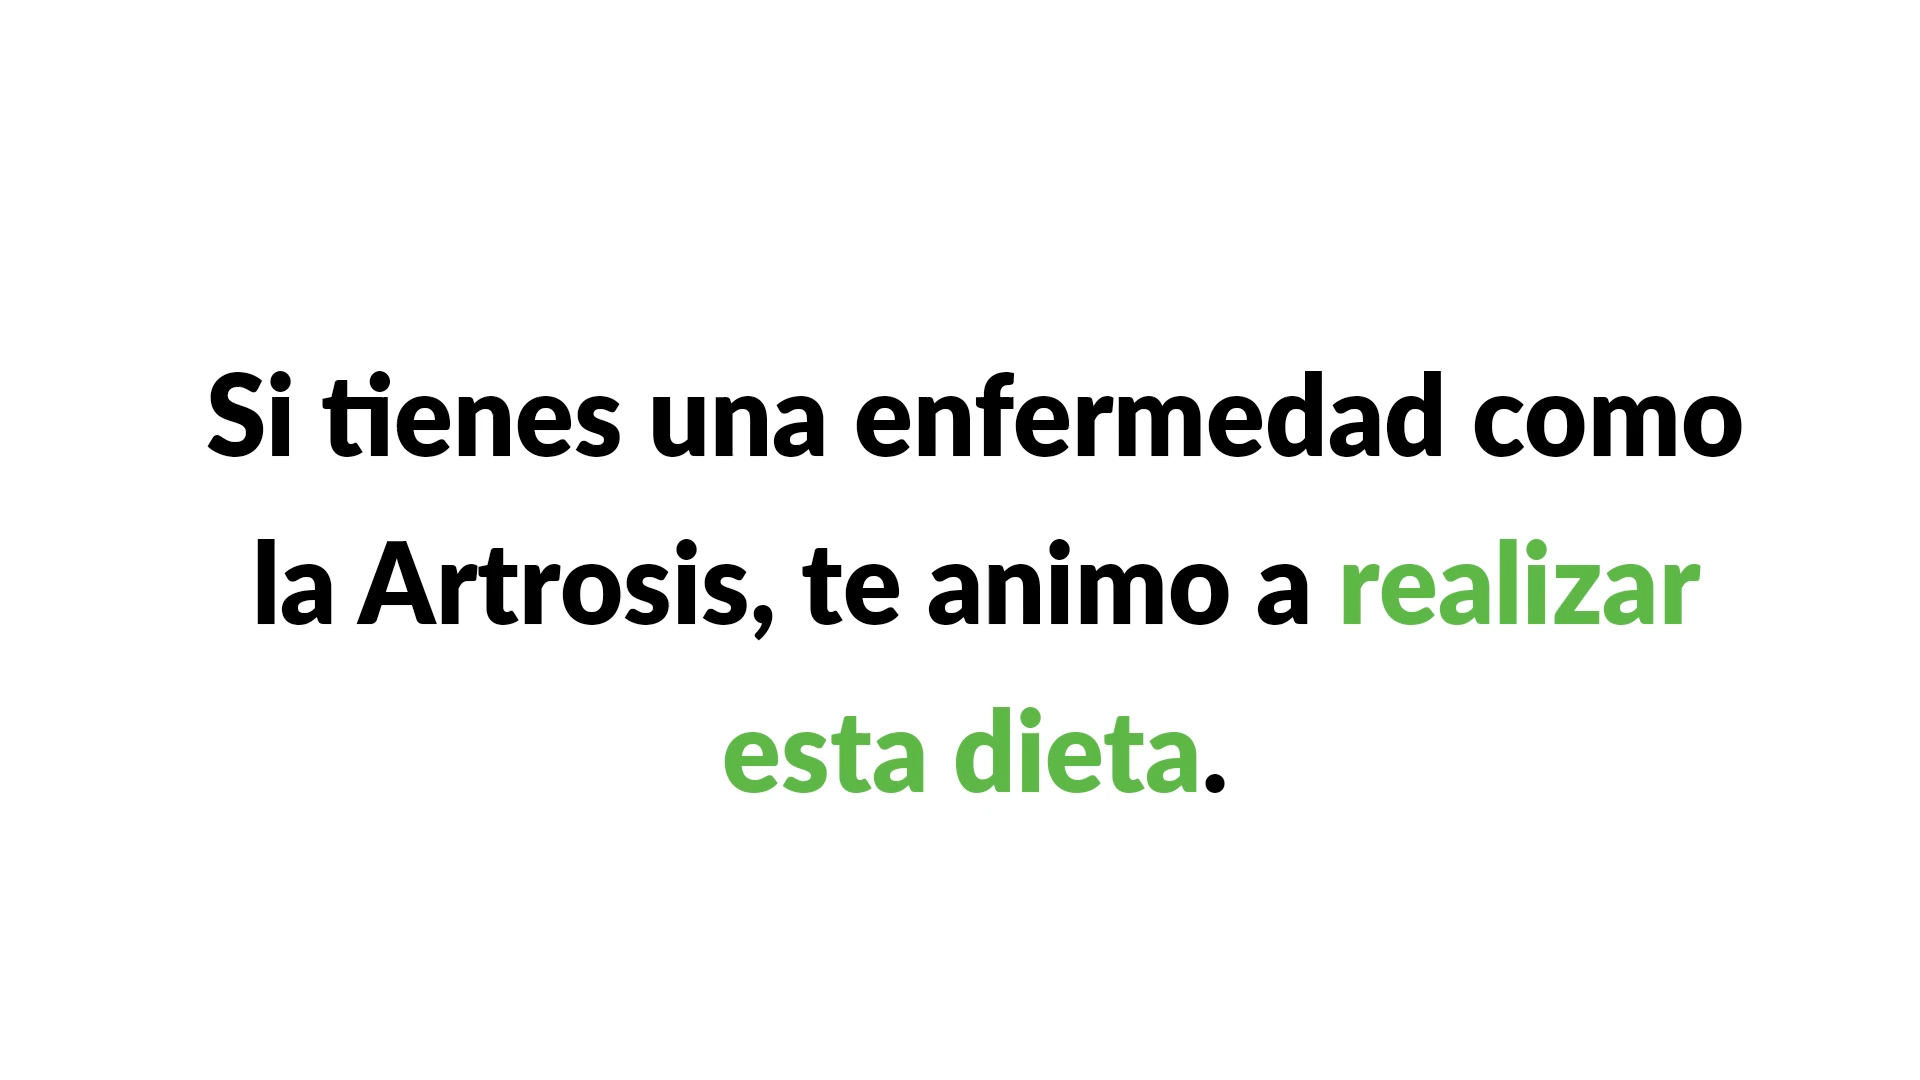 Si tienes una enfermedad como
la Artrosis, te animo a realizar
esta dieta.